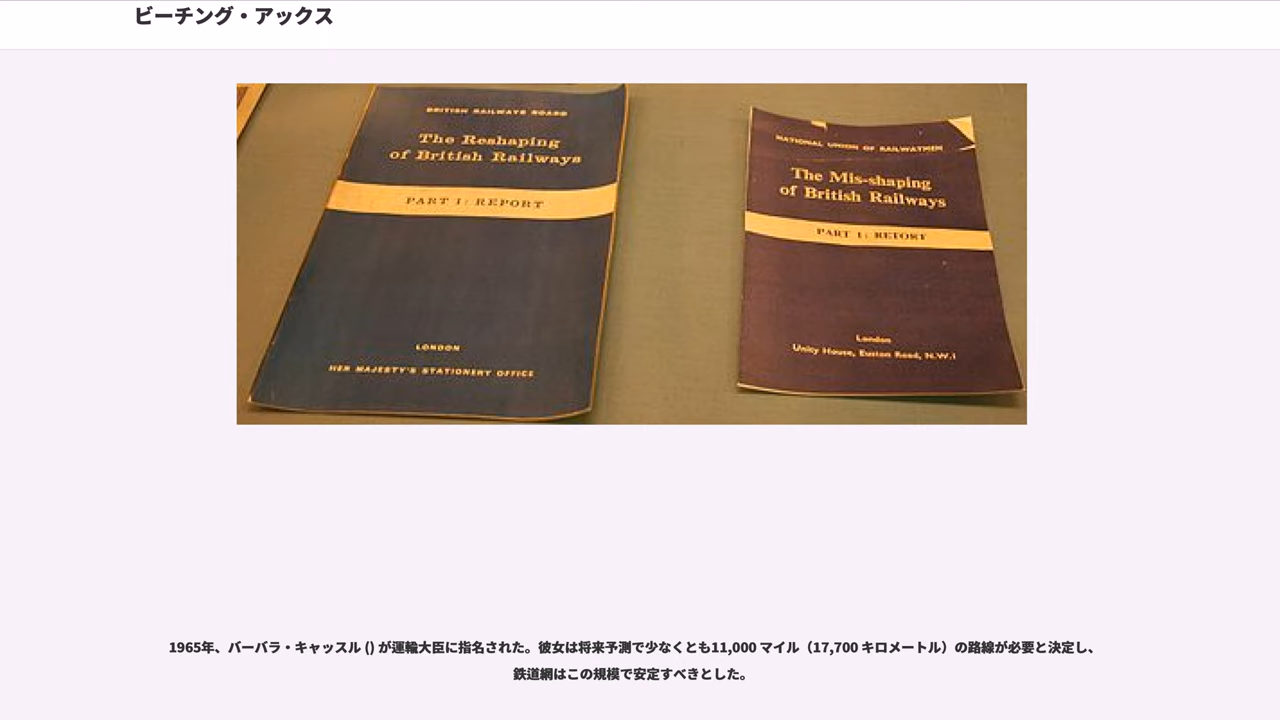 ビーチング・アックス
BRITISH RAILWAYS BOARD
The Reshaping
of British Railways
PART 1: REPORT
LONDON
HER MAJESTY'S STATIONERY OFFICE
NATIONAL UNION OF RAILWAYMEN
The Mis-shaping
of British Railways
PART 1: RETORT
London
Unity House, Euston Road, N.W.1
1965年、バーバラ・キャッスル () が運輸大臣に指名された。彼女は将来予測で少なくとも11,000 マイル（17,700 キロメートル）の路線が必要と決定し、
鉄道網はこの規模で安定すべきとした。